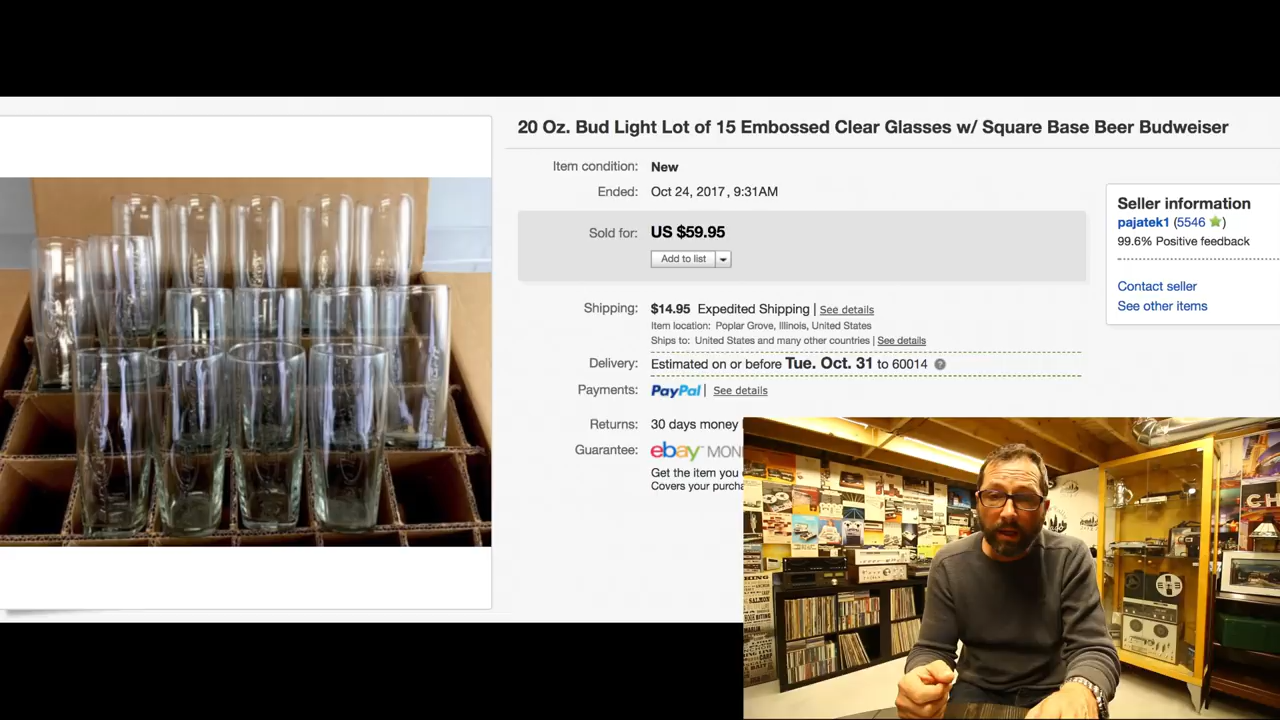 20 Oz. Bud Light Lot of 15 Embossed Clear Glasses w/ Square Base Beer Budweiser
Item condition: New
Ended: Oct 24, 2017 , 9:31AM
Sold for: US $59.95
Add to list
Shipping: $14.95 Expedited Shipping | See details
Item location: Poplar Grove, Illinois, United States
Ships to: United States and many other countries | See details
Delivery: Estimated on or before Tue. Oct. 31 to 60014 ?
Payments: PayPal | See details
Returns: 30 days money
Guarantee: ebay MON
Get the item you
Covers your purcha
Seller information
pajatek1 (5546 )
99.6% Positive feedback
Contact seller
See other items